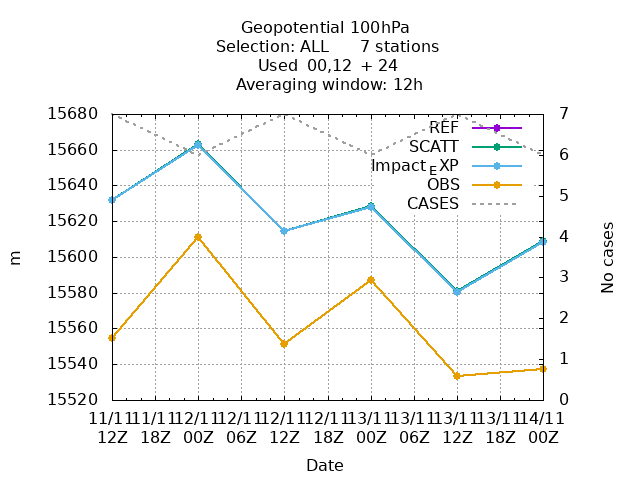 Geopotential 100hPa
Selection: ALL 7 stations
Used 00,12 + 24
Averaging window: 12h
15680
15660
15640
15620
15600
15580
15560
15540
15520
m
7
6
5
4
3
2
1
0
No cases
REF
SCATT
Impact_EXP
OBS
CASES
11/11 11/11 12/11 12/11 12/11 12/11 13/11 13/11 13/11 13/11 14/11
12Z 18Z 00Z 06Z 12Z 18Z 00Z 06Z 12Z 18Z 00Z
Date